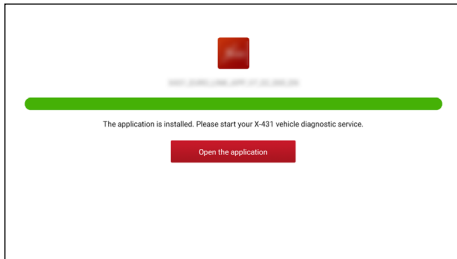 The application is installed. Please start your X-431 vehicle diagnostic service.
Open the application